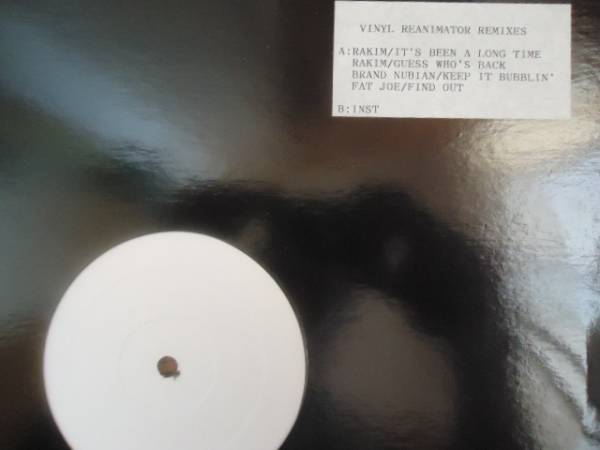 VINYL REANIMATOR REMIXES
A:RAKIM/IT'S BEEN A LONG TIME
RAKIM/GUESS WHO'S BACK
BRAND NUBIAN/KEEP IT BUBBLIN'
FAT JOE/FIND OUT
B:INST